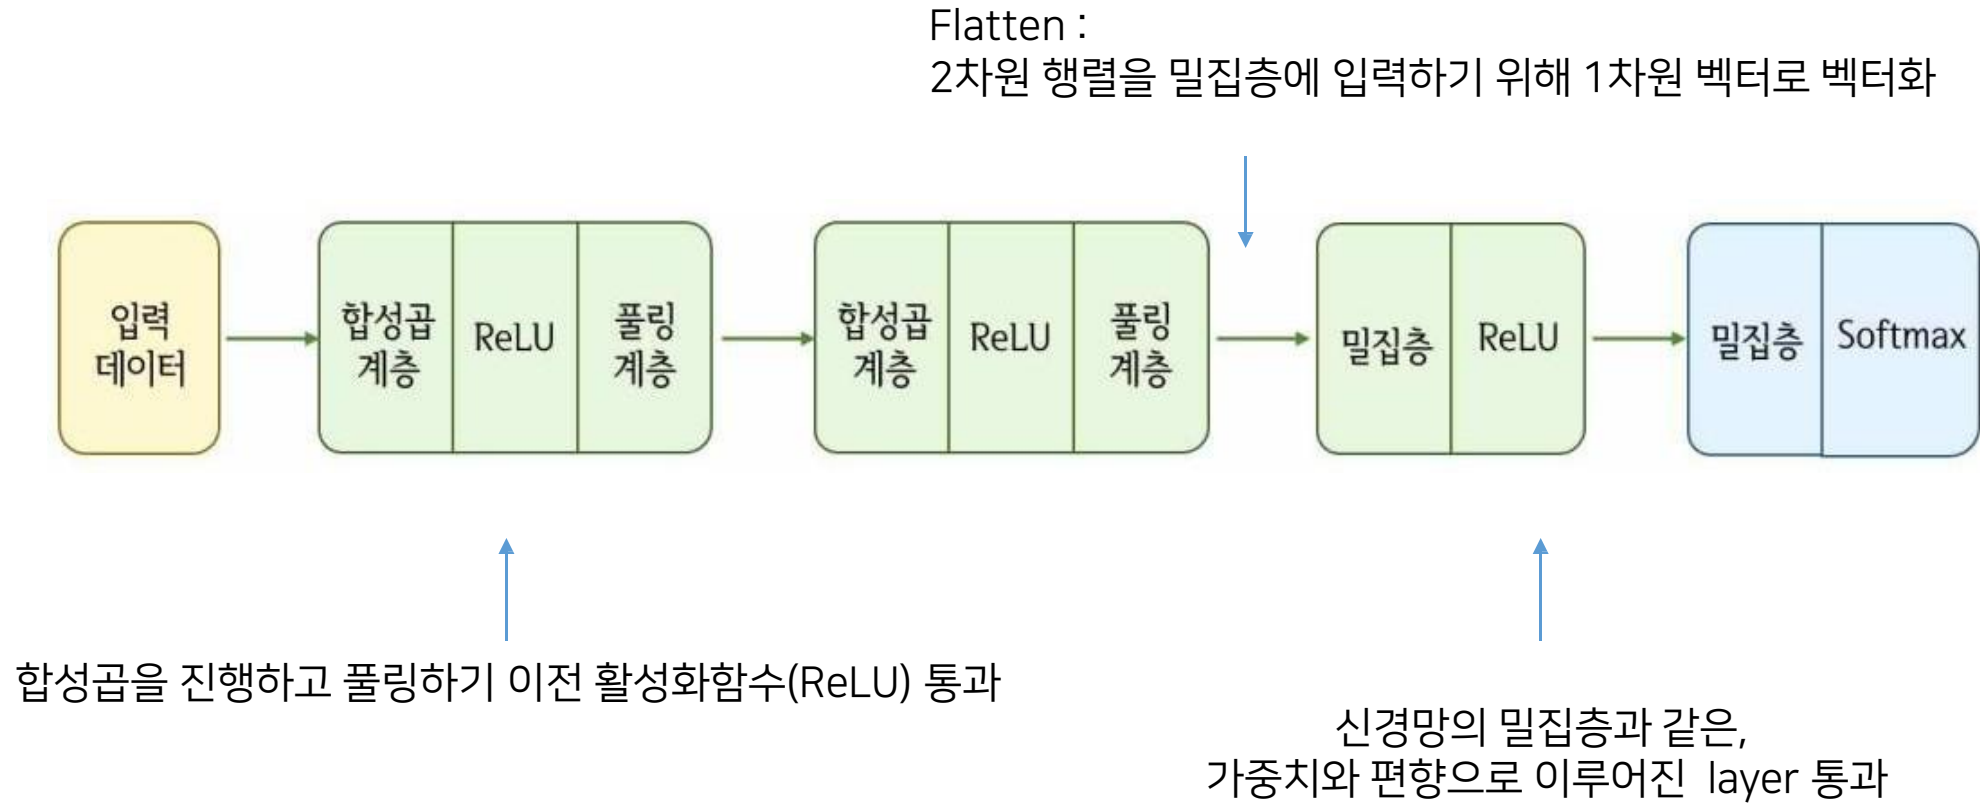 Flatten :
2차원 행렬을 밀집층에 입력하기 위해 1차원 벡터로 벡터화
입력
데이터
합성곱
계층
ReLU
풀링
계층
합성곱
계층
ReLU
풀링
계층
밀집층
ReLU
밀집층
Softmax
합성곱을 진행하고 풀링하기 이전 활성화함수(ReLU) 통과
신경망의 밀집층과 같은,
가중치와 편향으로 이루어진 layer 통과